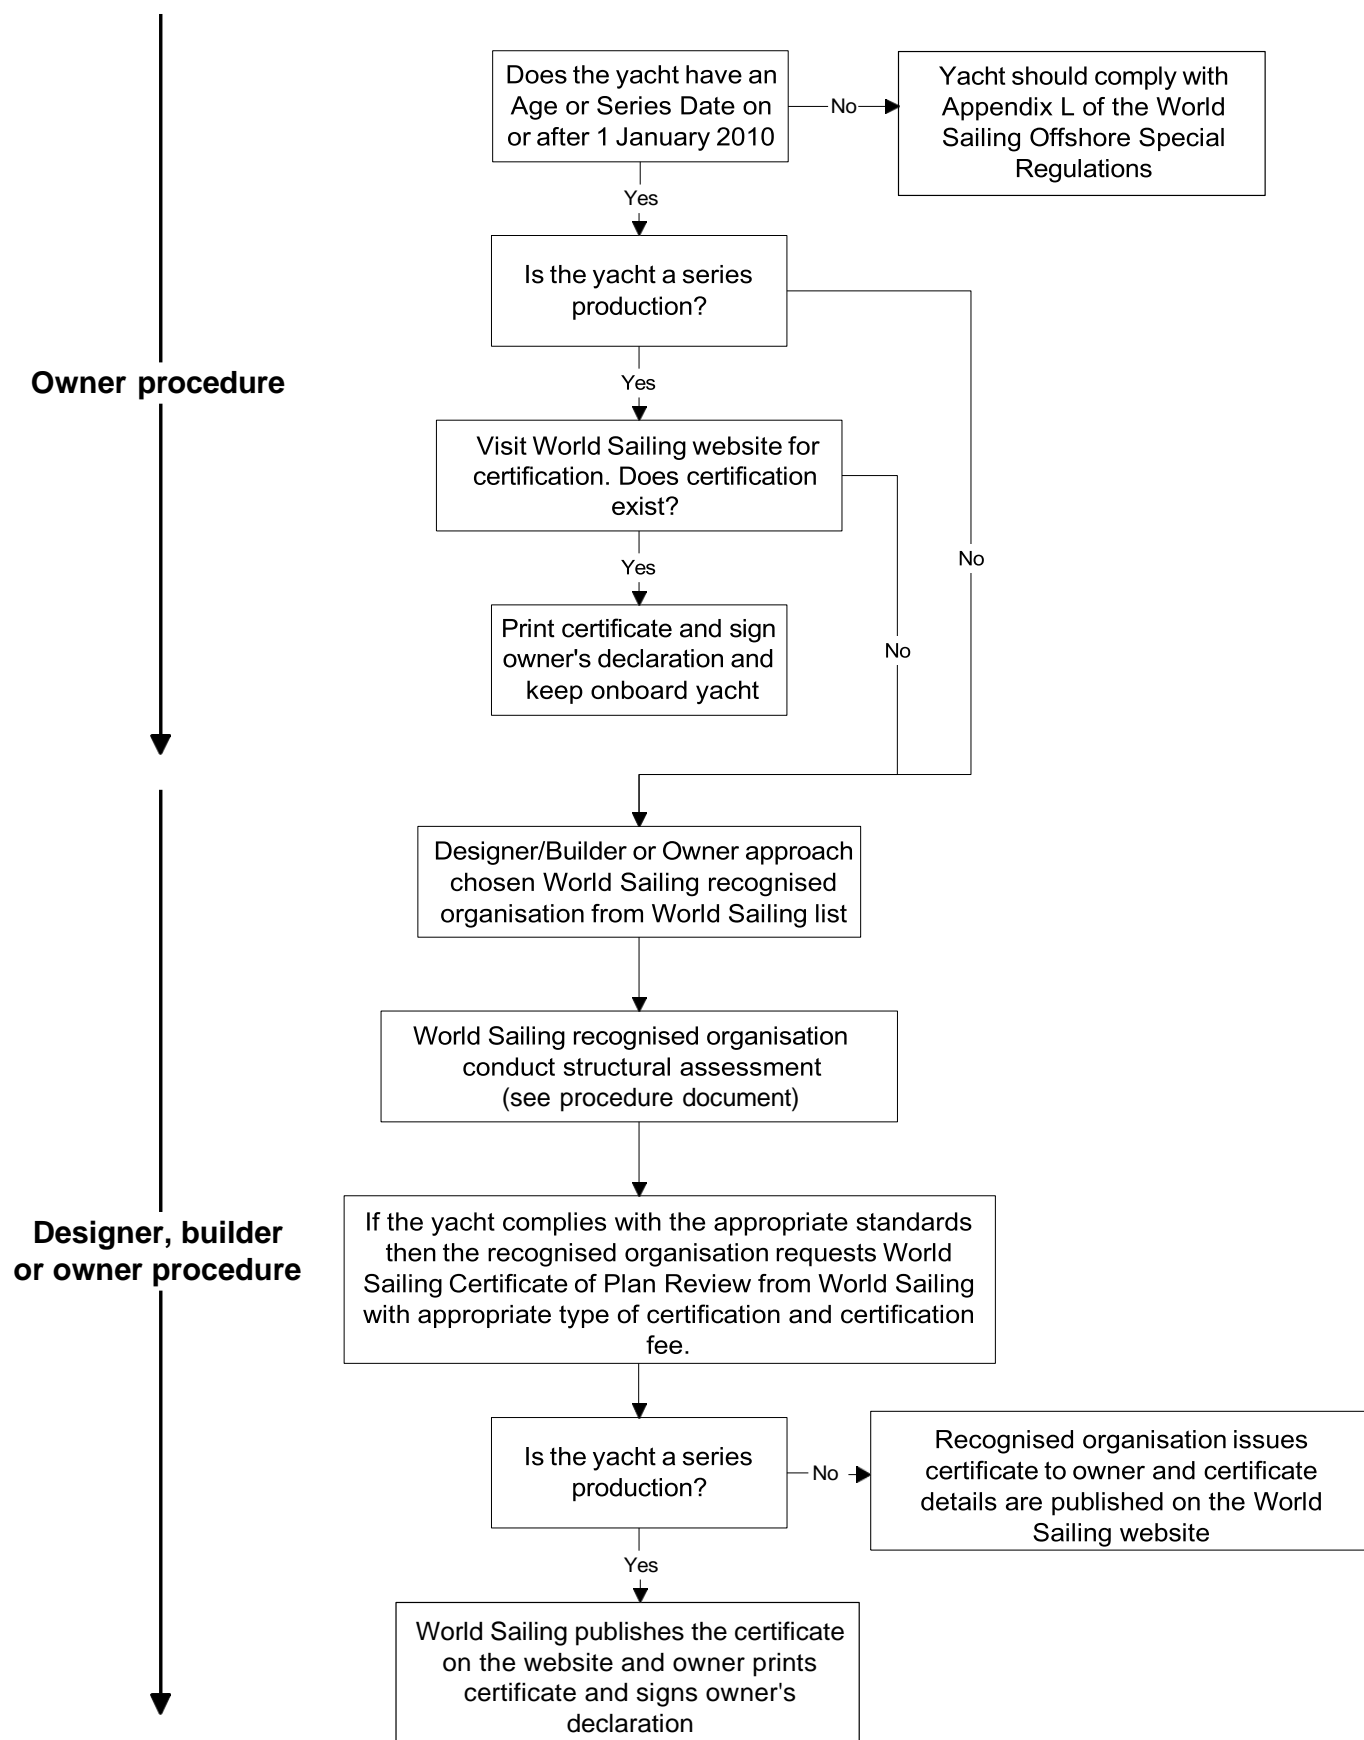 Does the yacht have an
Age or Series Date on
or after 1 January 2010
No
Yacht should comply with
Appendix L of the World
Sailing Offshore Special
Regulations
Yes
Is the yacht a series
production?
Owner procedure
Yes
Visit World Sailing website for
certification. Does certification
exist?
No
Yes
Print certificate and sign
owner's declaration and
keep onboard yacht
No
Designer/Builder or Owner approach
chosen World Sailing recognised
organisation from World Sailing list
World Sailing recognised organisation
conduct structural assessment
(see procedure document)
Designer, builder
or owner procedure
If the yacht complies with the appropriate standards
then the recognised organisation requests World
Sailing Certificate of Plan Review from World Sailing
with appropriate type of certification and certification
fee.
Is the yacht a series
production?
No
Recognised organisation issues
certificate to owner and certificate
details are published on the World
Sailing website
Yes
World Sailing publishes the certificate
on the website and owner prints
certificate and signs owner's
declaration